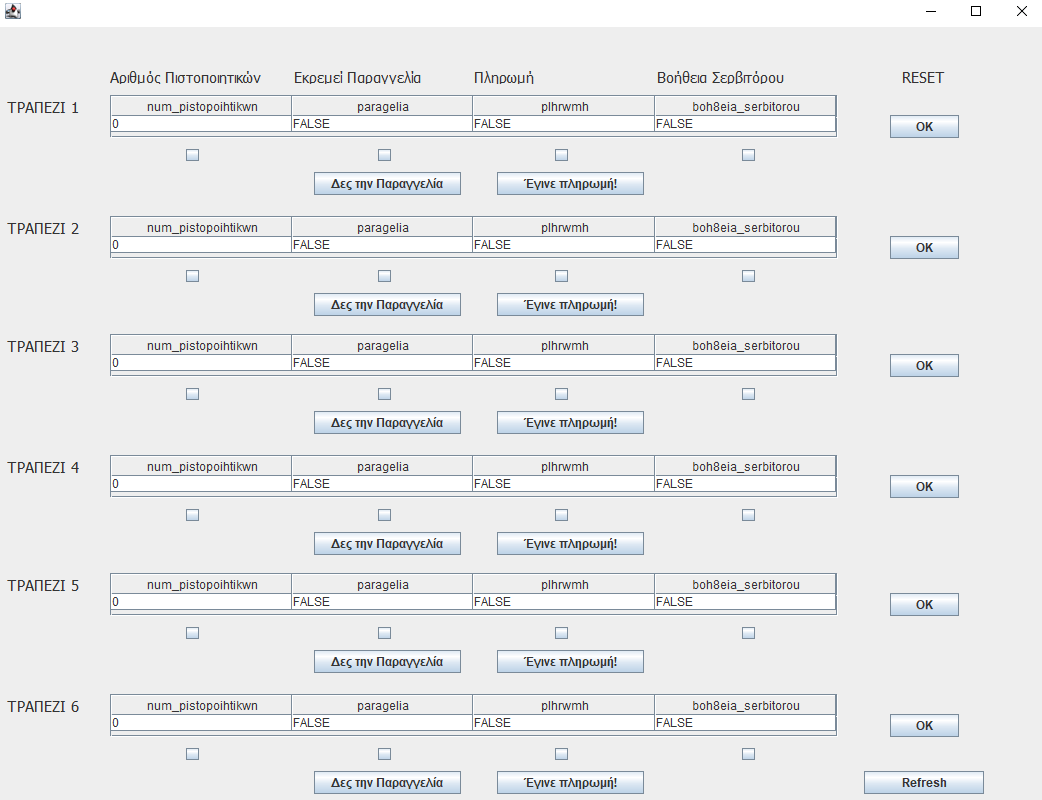 Αριθμός Πιστοποιητικών Εκρεμεί Παραγγελία Πληρωμή Βοήθεια Σερβιτόρου RESET
ΤΡΑΠΕΖΙ 1 num_pistopoihtikwn paragelia plhrwmh boh8eia_serbitorou
0 FALSE FALSE FALSE OK
Δες την Παραγγελία Έγινε πληρωμή!
ΤΡΑΠΕΖΙ 2 num_pistopoihtikwn paragelia plhrwmh boh8eia_serbitorou
0 FALSE FALSE FALSE OK
Δες την Παραγγελία Έγινε πληρωμή!
ΤΡΑΠΕΖΙ 3 num_pistopoihtikwn paragelia plhrwmh boh8eia_serbitorou
0 FALSE FALSE FALSE OK
Δες την Παραγγελία Έγινε πληρωμή!
ΤΡΑΠΕΖΙ 4 num_pistopoihtikwn paragelia plhrwmh boh8eia_serbitorou
0 FALSE FALSE FALSE OK
Δες την Παραγγελία Έγινε πληρωμή!
ΤΡΑΠΕΖΙ 5 num_pistopoihtikwn paragelia plhrwmh boh8eia_serbitorou
0 FALSE FALSE FALSE OK
Δες την Παραγγελία Έγινε πληρωμή!
ΤΡΑΠΕΖΙ 6 num_pistopoihtikwn paragelia plhrwmh boh8eia_serbitorou
0 FALSE FALSE FALSE OK
Δες την Παραγγελία Έγινε πληρωμή! Refresh